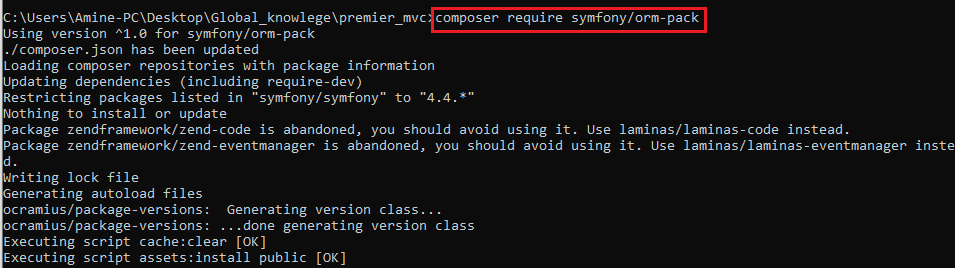 C:\Users\Amine-PC\Desktop\Global_knowlege\premier_mvc>composer require symfony/orm-pack
Using version ^1.0 for symfony/orm-pack
./composer.json has been updated
Loading composer repositories with package information
Updating dependencies (including require-dev)
Restricting packages listed in "symfony/symfony" to "4.4.*"
Nothing to install or update
Package zendframework/zend-code is abandoned, you should avoid using it. Use laminas/laminas-code instead.
Package zendframework/zend-eventmanager is abandoned, you should avoid using it. Use laminas/laminas-eventmanager inste
d.
Writing lock file
Generating autoload files
ocramius/package-versions:  Generating version class...
ocramius/package-versions: ...done generating version class
Executing script cache:clear [OK]
Executing script assets:install public [OK]